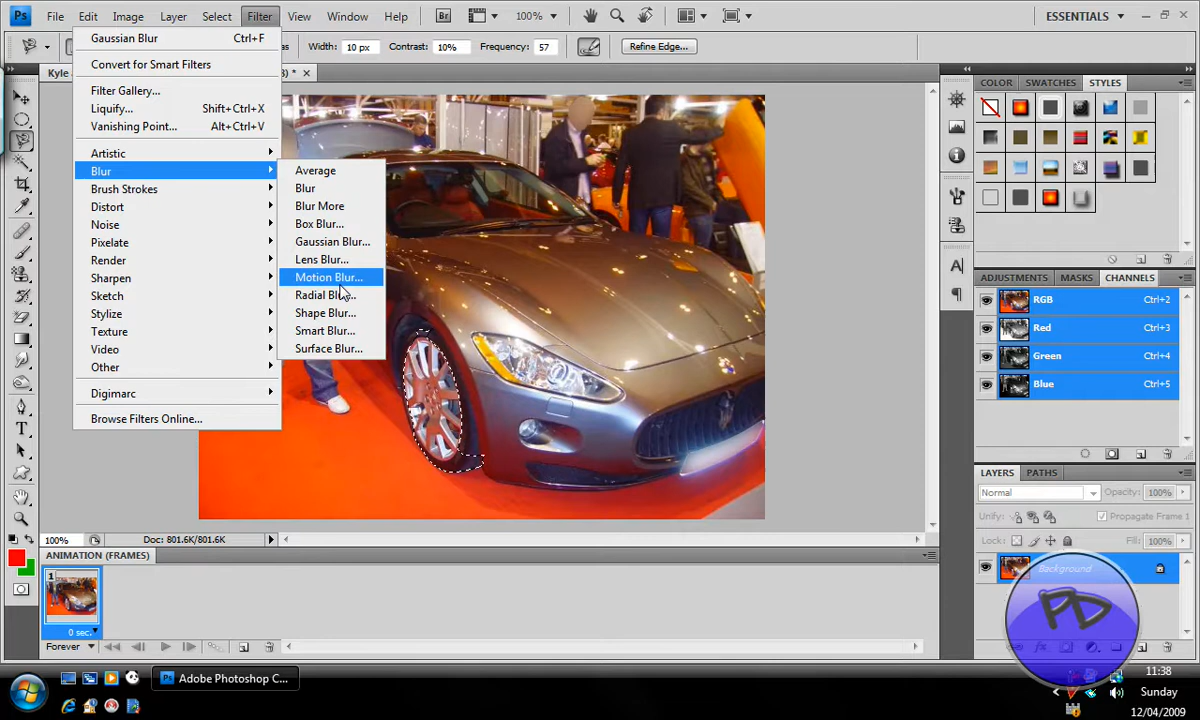 Ps File Edit Image Layer Select Filter View Window Help Br 100% ESSENTIALS
Width: 10 px Contrast: 10% Frequency: 57 Refine Edge...
Kyle
Gaussian Blur Ctrl+F
Convert for Smart Filters
Filter Gallery...
Liquify... Shift+Ctrl+X
Vanishing Point... Alt+Ctrl+V
Artistic
Blur
Brush Strokes
Distort
Noise
Pixelate
Render
Sharpen
Sketch
Stylize
Texture
Video
Other
Digimarc
Browse Filters Online...
Average
Blur
Blur More
Box Blur...
Gaussian Blur...
Lens Blur...
Motion Blur...
Radial Blur...
Shape Blur...
Smart Blur...
Surface Blur...
COLOR SWATCHES STYLES
ADJUSTMENTS MASKS CHANNELS
RGB Ctrl+2
Red Ctrl+3
Green Ctrl+4
Blue Ctrl+5
LAYERS PATHS
Normal Opacity: 100%
Unify: Propagate Frame 1
Lock: Fill: 100%
Background
PD
100% Doc: 801.6K/801.6K
ANIMATION (FRAMES)
1
0 sec.
Forever
Ps Adobe Photoshop C...
11:38
Sunday
12/04/2009